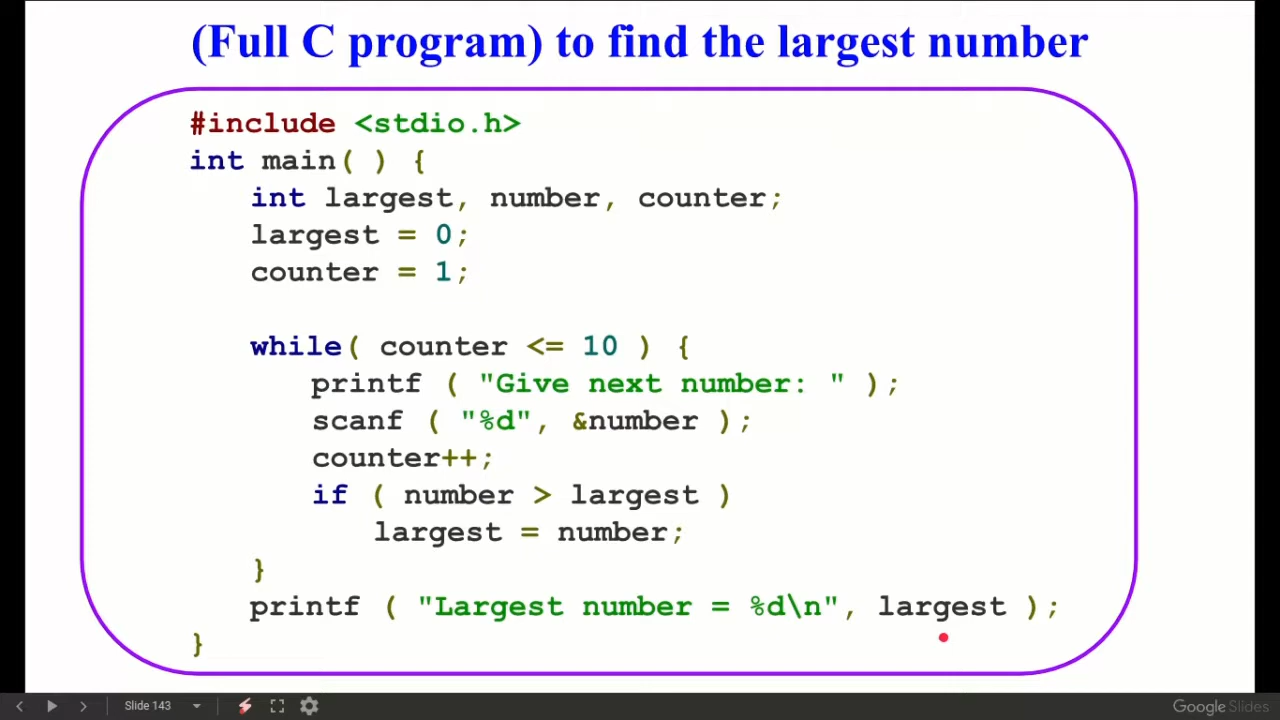 (Full C program) to find the largest number
#include <stdio.h>
int main( ) {
int largest, number, counter;
largest = 0;
counter = 1;
while( counter <= 10 ) {
printf ( "Give next number: " );
scanf ( "%d", &number );
counter++;
if ( number > largest )
largest = number;
}
printf ( "Largest number = %d\n", largest );
}
Slide 143
Google Slides